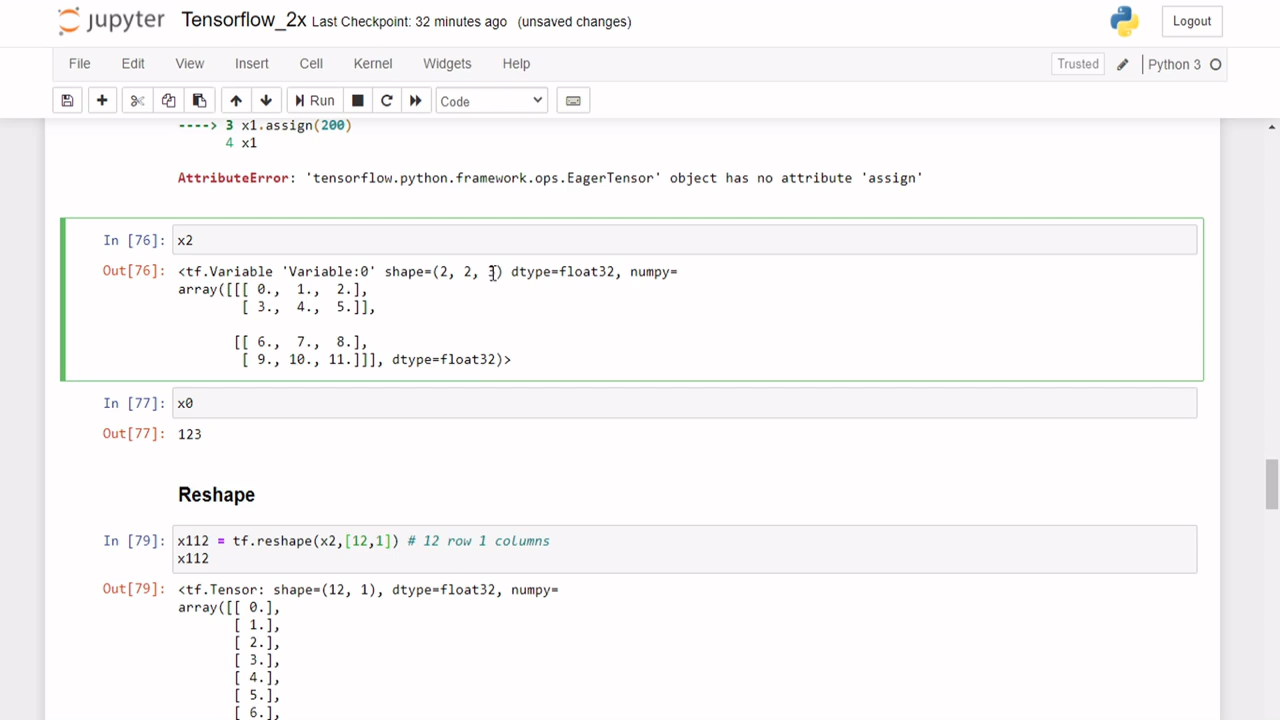 jupyter Tensorflow_2x Last Checkpoint: 32 minutes ago (unsaved changes) Logout
File Edit View Insert Cell Kernel Widgets Help Trusted Python 3
Run Code
----> 3 x1.assign(200)
4 x1
AttributeError: 'tensorflow.python.framework.ops.EagerTensor' object has no attribute 'assign'
In [76]: x2
Out[76]: <tf.Variable 'Variable:0' shape=(2, 2, 3) dtype=float32, numpy=
array([[[ 0., 1., 2.],
[ 3., 4., 5.]],
[[ 6., 7., 8.],
[ 9., 10., 11.]]], dtype=float32)>
In [77]: x0
Out[77]: 123
Reshape
In [79]: x112 = tf.reshape(x2,[12,1]) # 12 row 1 columns
x112
Out[79]: <tf.Tensor: shape=(12, 1), dtype=float32, numpy=
array([[ 0.],
[ 1.],
[ 2.],
[ 3.],
[ 4.],
[ 5.],
[ 6.],